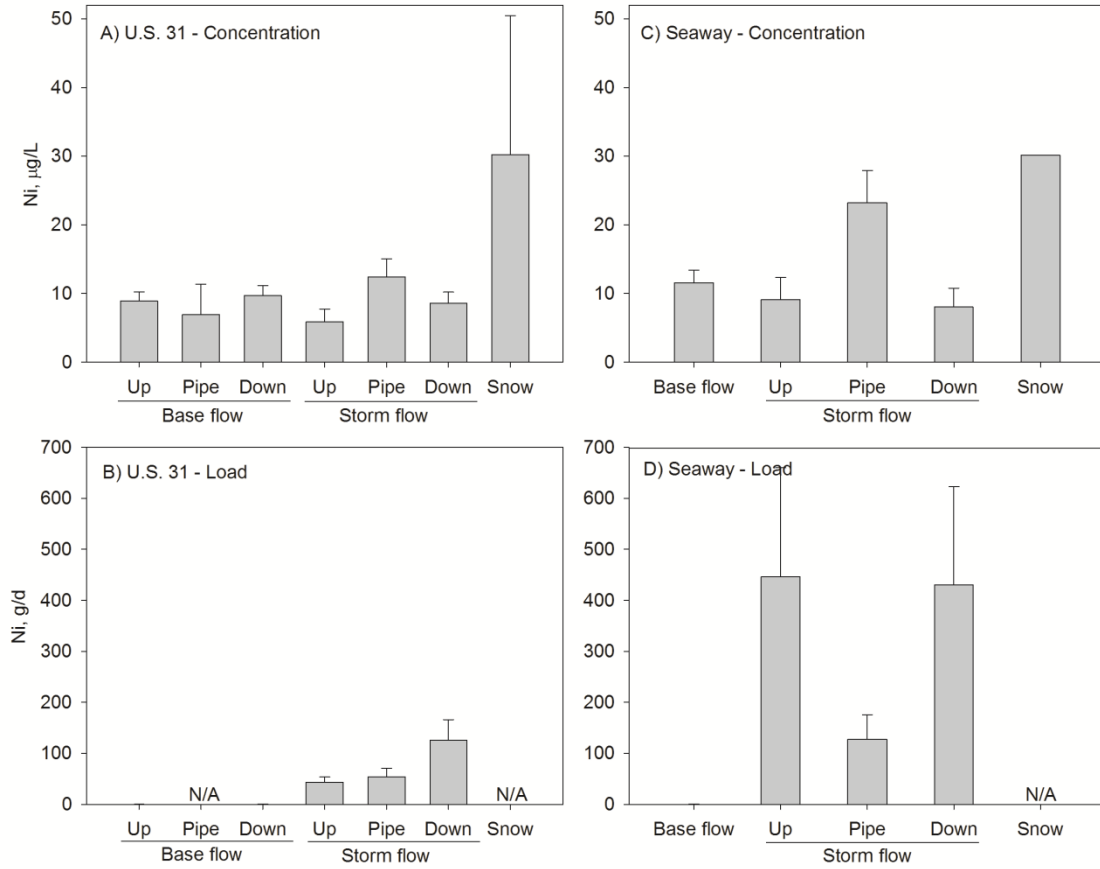 A) U.S. 31 - Concentration
Ni, µg/L
50
40
30
20
10
0
Up Pipe Down Up Pipe Down Snow
Base flow Storm flow
C) Seaway - Concentration
50
40
30
20
10
0
Base flow Up Pipe Down Snow
Storm flow
B) U.S. 31 - Load
Ni, g/d
700
600
500
400
300
200
100
0
N/A N/A
Up Pipe Down Up Pipe Down Snow
Base flow Storm flow
D) Seaway - Load
700
600
500
400
300
200
100
0
N/A
Base flow Up Pipe Down Snow
Storm flow